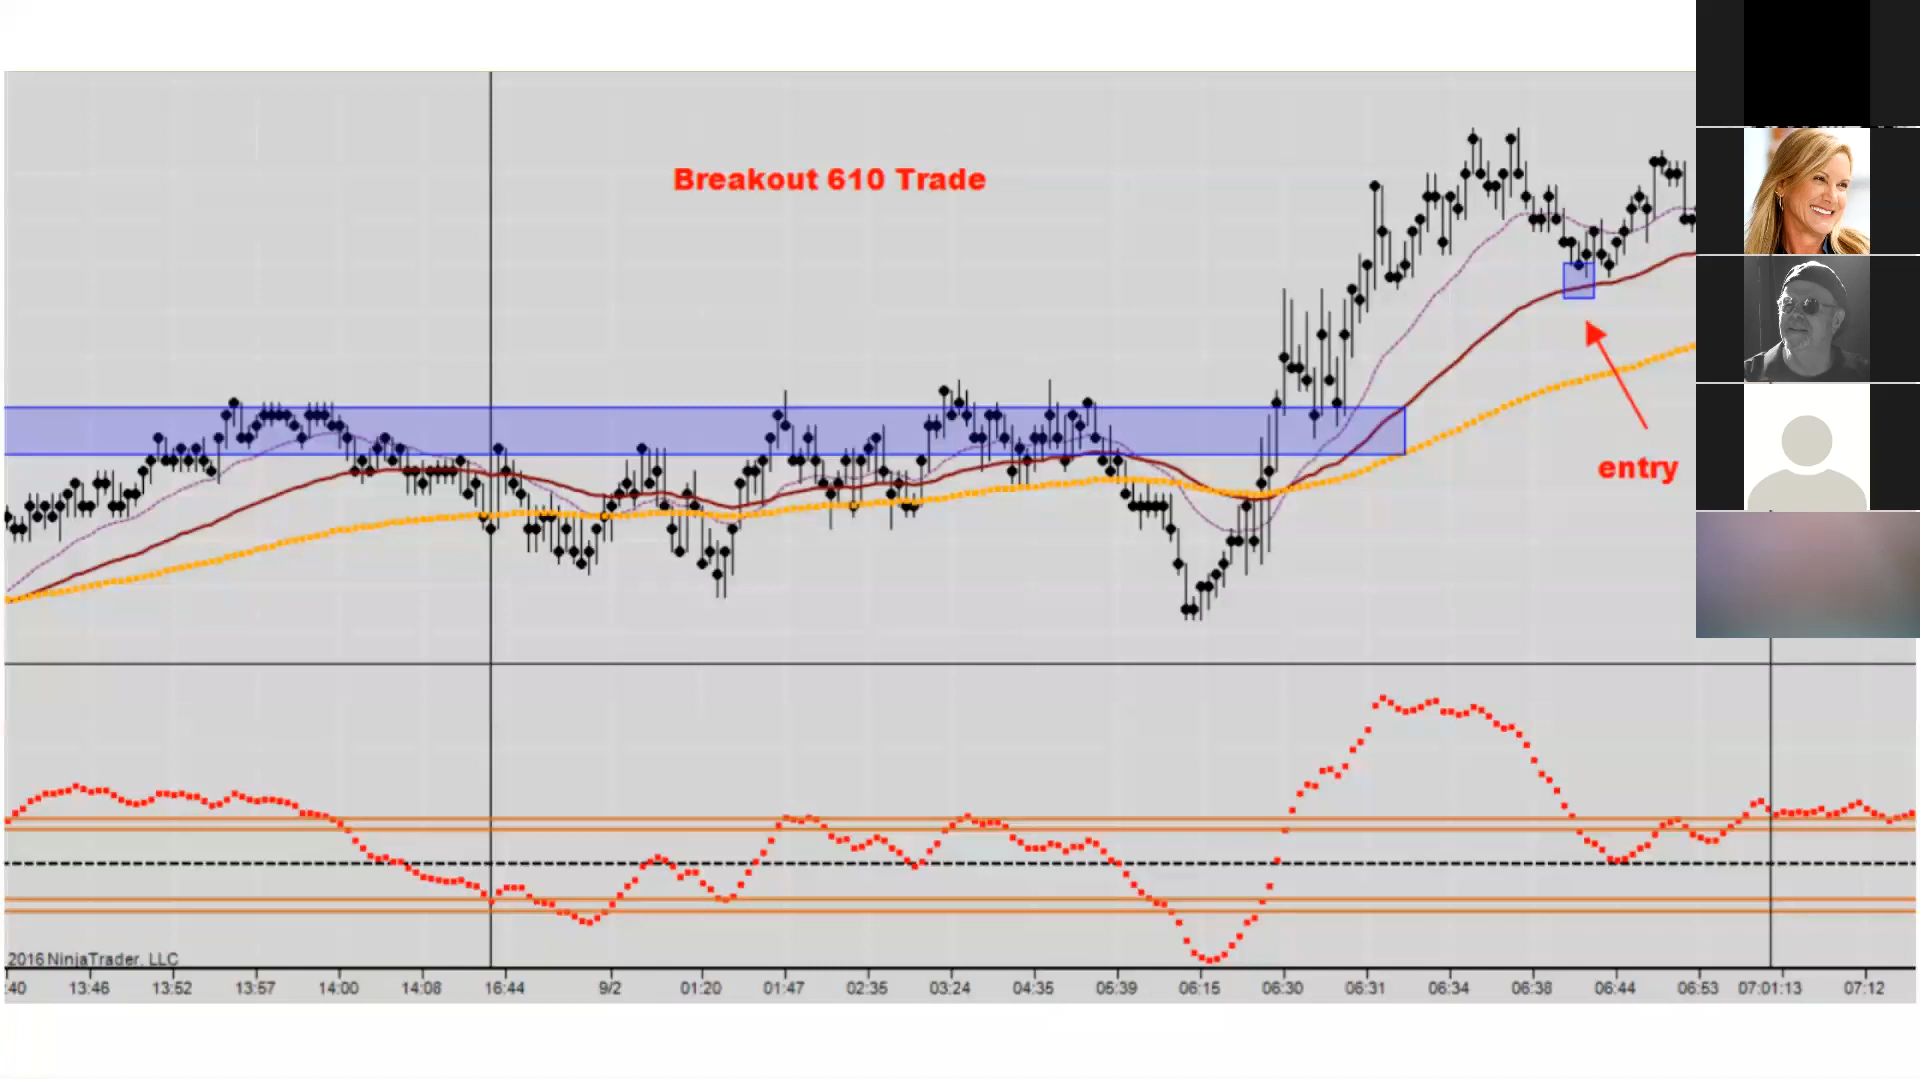 Breakout 610 Trade
entry
2016 NinjaTrader, LLC
:40 13:46 13:52 13:57 14:00 14:08 16:44 9/2 01:20 01:47 02:35 03:24 04:35 05:39 06:15 06:30 06:31 06:34 06:38 06:44 06:53 07:01:13 07:12